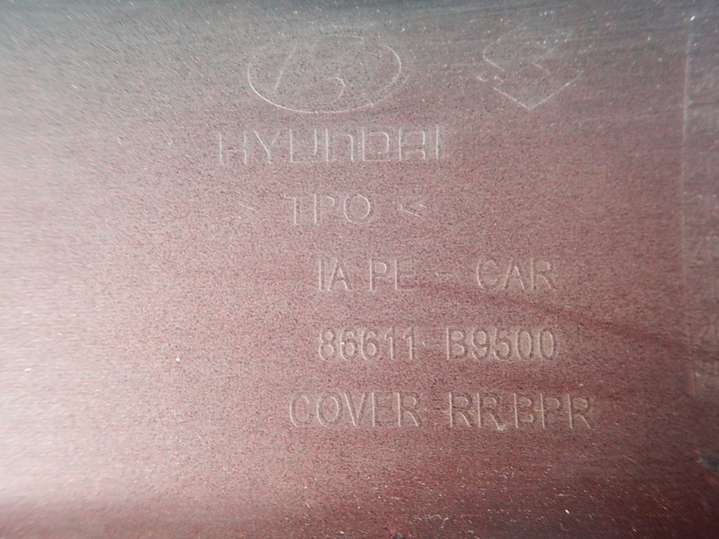 HYUNDAI
> TPO <
IA PE - CAR
86611-B9500
COVER-RR.BPR